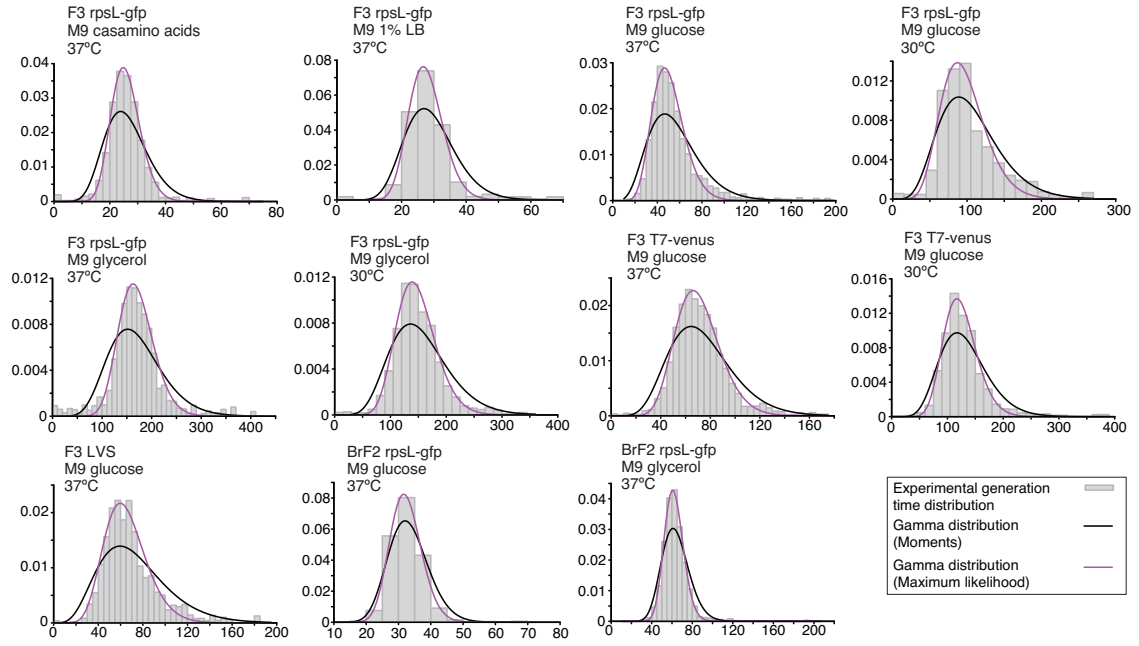 F3 rpsL-gfp
M9 casamino acids
37ºC
0.04
0.03
0.02
0.01
0
0
20
40
60
80
F3 rpsL-gfp
M9 1% LB
37ºC
0.08
0.06
0.04
0.02
0
0
20
40
60
F3 rpsL-gfp
M9 glucose
37ºC
0.03
0.02
0.01
0
0
40
80
120
160
200
F3 rpsL-gfp
M9 glucose
30ºC
0.012
0.008
0.004
0
0
100
200
300
F3 rpsL-gfp
M9 glycerol
37ºC
0.012
0.008
0.004
0
0
100
200
300
400
F3 rpsL-gfp
M9 glycerol
30ºC
0.012
0.008
0.004
0
0
100
200
300
400
F3 T7-venus
M9 glucose
37ºC
0.02
0.01
0
0
40
80
120
160
F3 T7-venus
M9 glucose
30ºC
0.016
0.012
0.008
0.004
0
0
100
200
300
400
F3 LVS
M9 glucose
37ºC
0.02
0.01
0
0
40
80
120
160
200
BrF2 rpsL-gfp
M9 glucose
37ºC
0.08
0.06
0.04
0.02
0
10
20
30
40
50
60
70
80
BrF2 rpsL-gfp
M9 glycerol
37ºC
0.04
0.03
0.02
0.01
0
0
40
80
120
160
200
Experimental generation
time distribution
Gamma distribution
(Moments)
Gamma distribution
(Maximum likelihood)